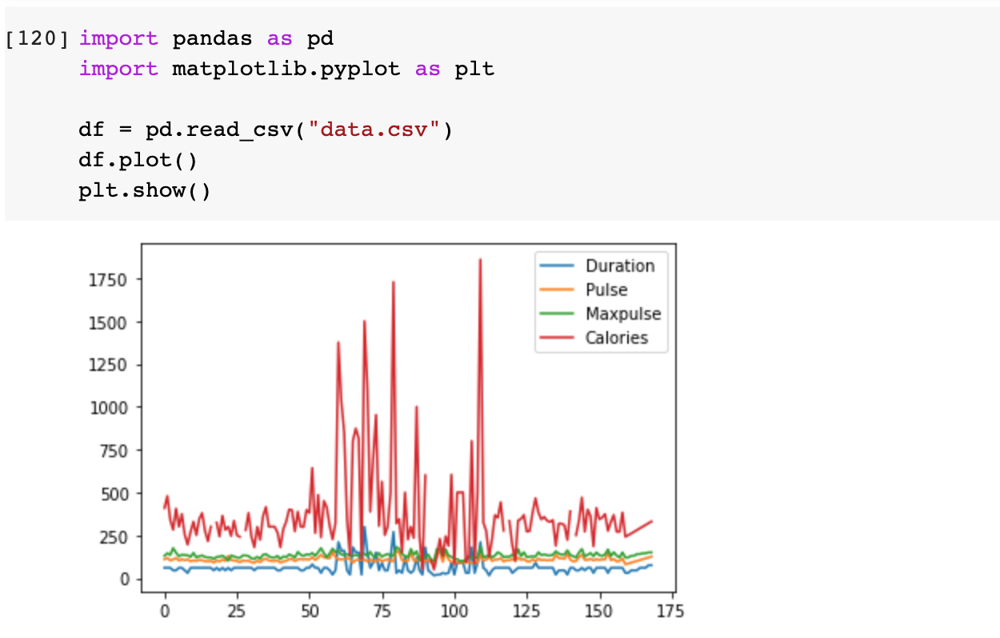 [120] import pandas as pd
import matplotlib.pyplot as plt
df = pd.read_csv("data.csv")
df.plot()
plt.show()
Duration
Pulse
Maxpulse
Calories
1750
1500
1250
1000
750
500
250
0
0 25 50 75 100 125 150 175